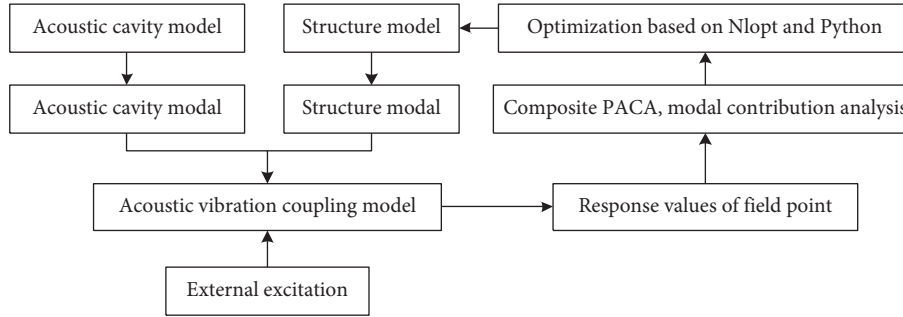 Acoustic cavity model
Structure model
Optimization based on Nlopt and Python
Acoustic cavity modal
Structure modal
Composite PACA, modal contribution analysis
Acoustic vibration coupling model
Response values of field point
External excitation